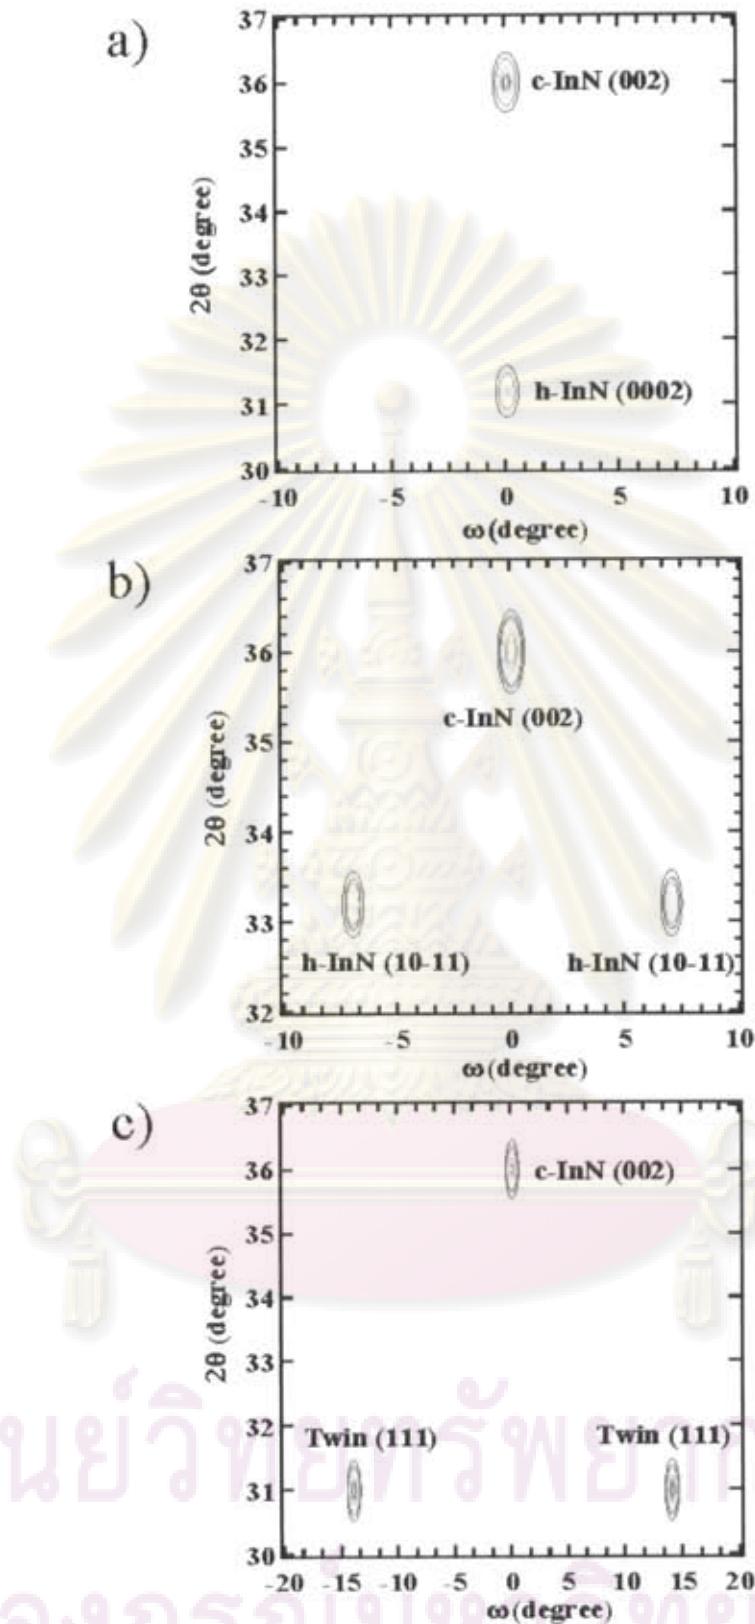 a)
37
36
35
34
33
32
31
30
2θ (degree)
c-InN (002)
h-InN (0002)
-10 -5 0 5 10
ω (degree)
b)
37
36
35
34
33
32
2θ (degree)
c-InN (002)
h-InN (10-11) h-InN (10-11)
-10 -5 0 5 10
ω (degree)
c)
37
36
35
34
33
32
31
30
2θ (degree)
c-InN (002)
Twin (111) Twin (111)
-20 -15 -10 -5 0 5 10 15 20
ω (degree)